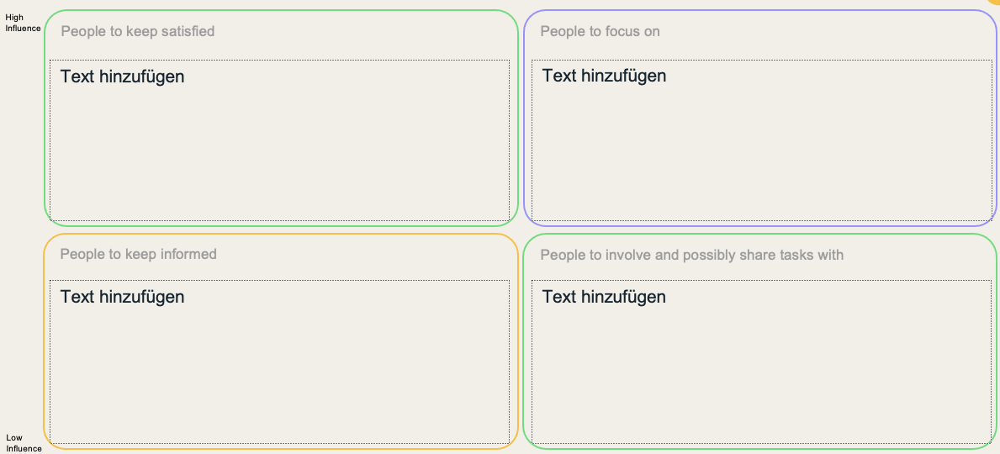 High
Influence
People to keep satisfied
People to focus on
Text hinzufügen
Text hinzufügen
People to keep informed
People to involve and possibly share tasks with
Text hinzufügen
Text hinzufügen
Low
Influence